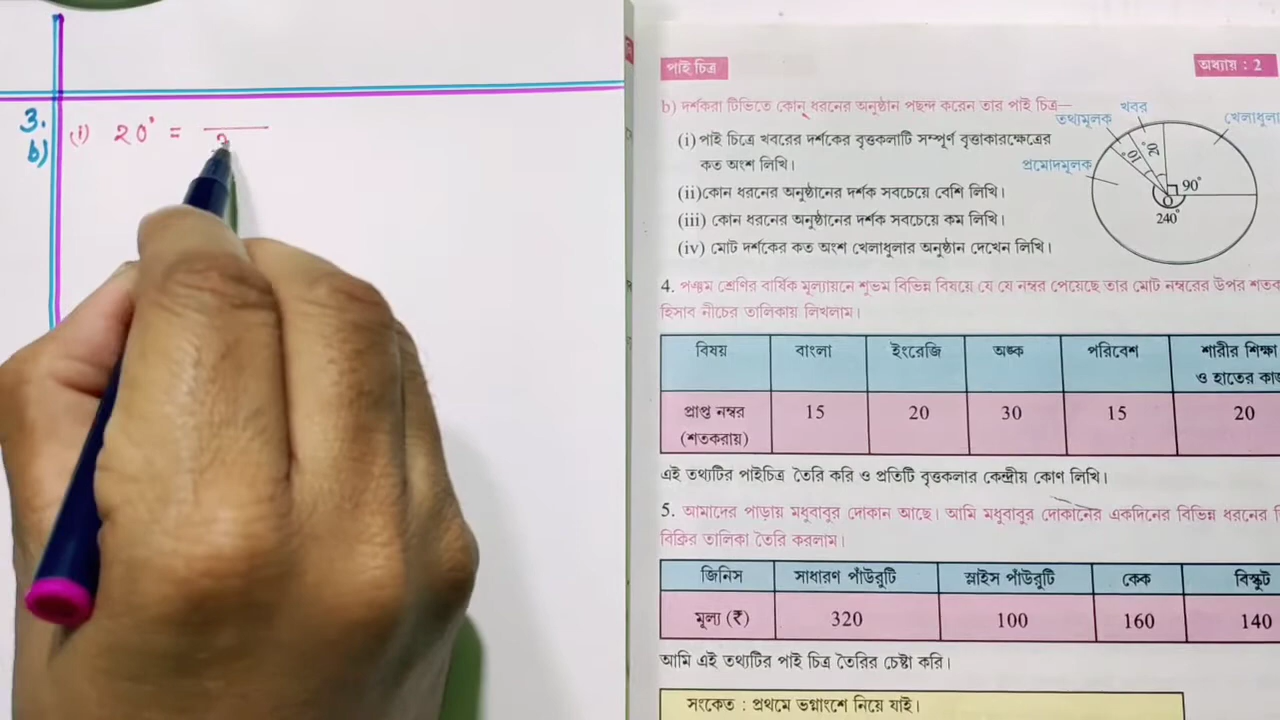 3.
b)
(i) 20° =
পাই চিত্র
অধ্যায় : 2
b) দর্শকরা টিভিতে কোন্ ধরনের অনুষ্ঠান পছন্দ করেন তার পাই চিত্র—
(i) পাই চিত্রে খবরের দর্শকের বৃত্তকলাটি সম্পূর্ণ বৃত্তাকারক্ষেত্রের
কত অংশ লিখি।
(ii) কোন ধরনের অনুষ্ঠানের দর্শক সবচেয়ে বেশি লিখি।
(iii) কোন ধরনের অনুষ্ঠানের দর্শক সবচেয়ে কম লিখি।
(iv) মোট দর্শকের কত অংশ খেলাধুলার অনুষ্ঠান দেখেন লিখি।
খবর
তথ্যমূলক
খেলাধুলা
প্রমোদমূলক
10°
20°
90°
O
240°
4. পঞ্চম শ্রেণির বার্ষিক মূল্যায়নে শুভম বিভিন্ন বিষয়ে যে যে নম্বর পেয়েছে তার মোট নম্বরের উপর শতক
হিসাব নীচের তালিকায় লিখলাম।
বিষয় বাংলা ইংরেজি অঙ্ক পরিবেশ শারীর শিক্ষা
ও হাতের কাজ
প্রাপ্ত নম্বর 15 20 30 15 20
(শতকরায়)
এই তথ্যটির পাইচিত্র তৈরি করি ও প্রতিটি বৃত্তকলার কেন্দ্রীয় কোণ লিখি।
5. আমাদের পাড়ায় মধুবাবুর দোকান আছে। আমি মধুবাবুর দোকানের একদিনের বিভিন্ন ধরনের
বিক্রির তালিকা তৈরি করলাম।
জিনিস সাধারণ পাঁউরুটি স্লাইস পাঁউরুটি কেক বিস্কুট
মূল্য (₹) 320 100 160 140
আমি এই তথ্যটির পাই চিত্র তৈরির চেষ্টা করি।
সংকেত : প্রথমে ভগ্নাংশে নিয়ে যাই।